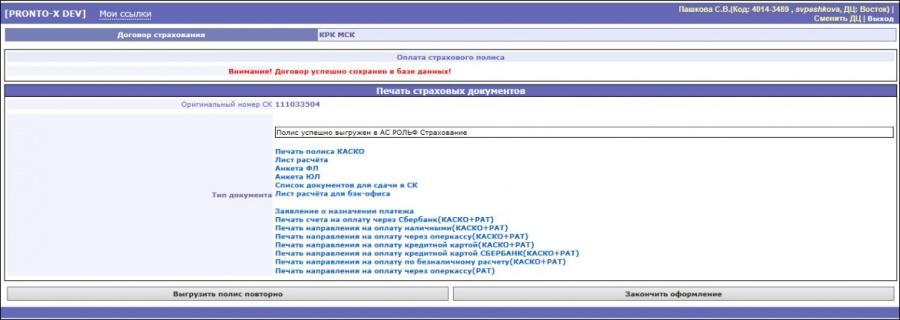 [PRONTO-X DEV] Мои ссылки
Пашкова С.В.(Код: 4014-3489 , svpashkova, ДЦ: Восток) |
Сменить ДЦ | Выход
Договор страхования КРК МСК
Оплата страхового полиса
Внимание! Договор успешно сохранен в базе данных!
Печать страховых документов
Оригинальный номер СК 111033504
Полис успешно выгружен в АС РОЛЬФ Страхование
Тип документа
Печать полиса КАСКО
Лист расчёта
Анкета ФЛ
Анкета ЮЛ
Список документов для сдачи в СК
Лист расчёта для бэк-офиса
Заявление о назначении платежа
Печать счета на оплату через Сбербанк(КАСКО+РАТ)
Печать направления на оплату наличными(КАСКО+РАТ)
Печать направления на оплату через оперкассу(КАСКО+РАТ)
Печать направления на оплату кредитной картой(КАСКО+РАТ)
Печать направления на оплату кредитной картой СБЕРБАНК(КАСКО+РАТ)
Печать направления на оплату по безналичному расчету(КАСКО+РАТ)
Печать направления на оплату через оперкассу(РАТ)
Выгрузить полис повторно Закончить оформление